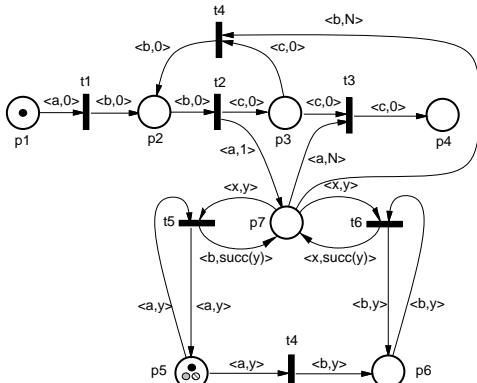 t4
<b,N>
<b,0>
<c,0>
t1
t2
t3
<a,0>
<b,0>
<b,0>
<c,0>
<c,0>
<c,0>
p1
p2
p3
p4
<a,1>
<a,N>
<x,y>
<x,y>
t5
p7
t6
<b,succ(y)>
<x,succ(y)>
<a,y>
<a,y>
<b,y>
<b,y>
t4
p5
<a,y>
<b,y>
p6